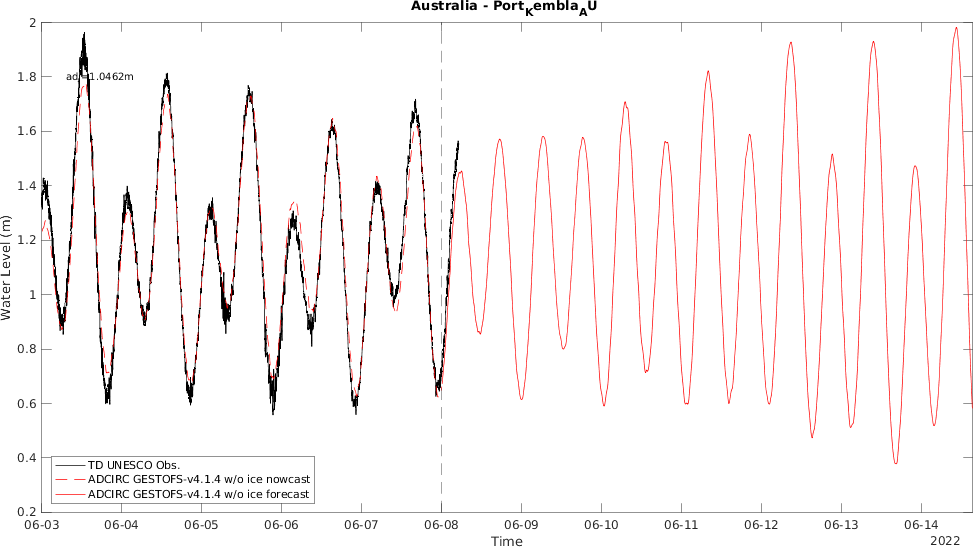 Australia - PortKemblaAU
2
1.8
1.6
1.4
1.2
1
0.8
0.6
0.4
0.2
Water Level (m)
adj 1.0462m
TD UNESCO Obs.
ADCIRC GESTOFS-v4.1.4 w/o ice nowcast
ADCIRC GESTOFS-v4.1.4 w/o ice forecast
06-03 06-04 06-05 06-06 06-07 06-08 06-09 06-10 06-11 06-12 06-13 06-14
Time
2022